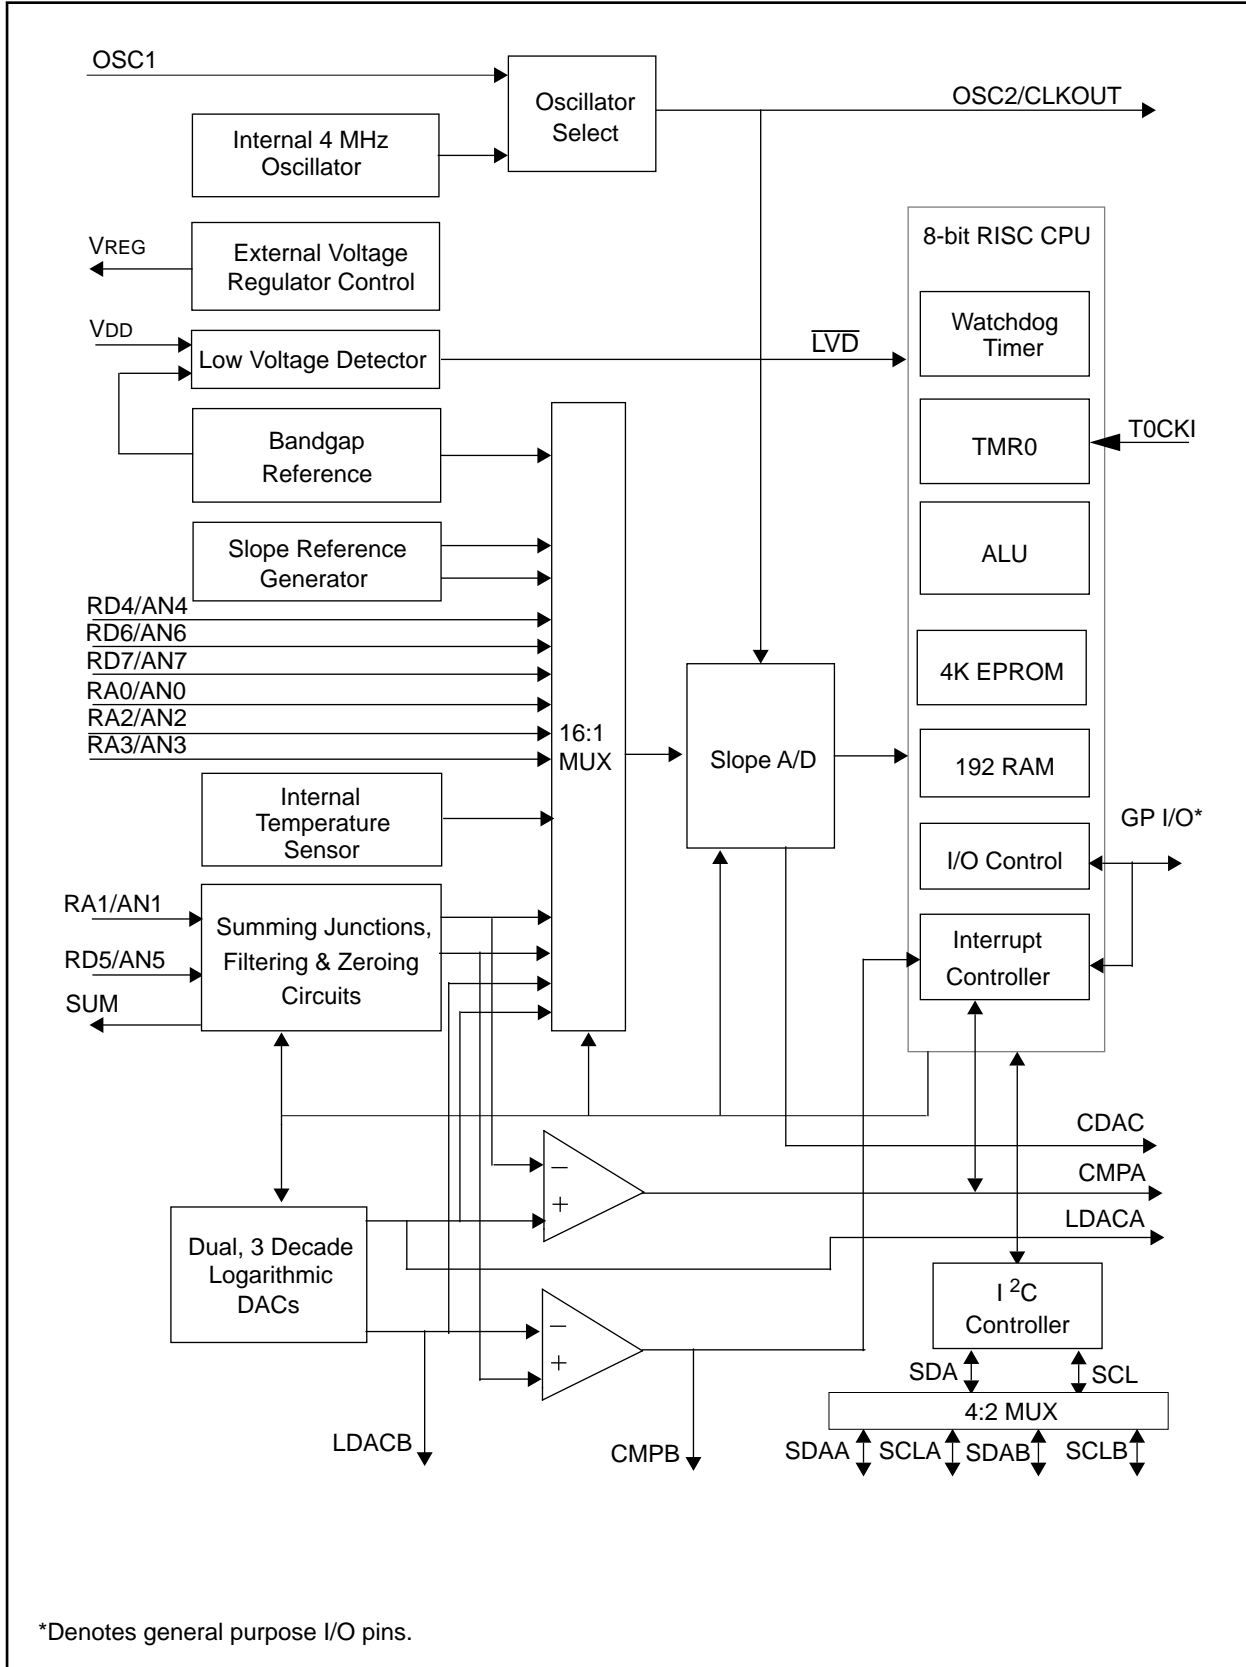 OSC1
Oscillator
Select
OSC2/CLKOUT
Internal 4 MHz
Oscillator
VREG
External Voltage
Regulator Control
8-bit RISC CPU
VDD
Low Voltage Detector
LVD
Watchdog
Timer
Bandgap
Reference
TMR0
T0CKI
Slope Reference
Generator
ALU
RD4/AN4
RD6/AN6
RD7/AN7
RA0/AN0
RA2/AN2
RA3/AN3
16:1
MUX
Slope A/D
4K EPROM
192 RAM
Internal
Temperature
Sensor
GP I/O*
I/O Control
RA1/AN1
RD5/AN5
SUM
Summing Junctions,
Filtering & Zeroing
Circuits
Interrupt
Controller
CDAC
−
+
CMPA
LDACA
Dual, 3 Decade
Logarithmic
DACs
−
+
I 2C
Controller
SDA
SCL
4:2 MUX
LDACB
CMPB
SDAA
SCLA
SDAB
SCLB
*Denotes general purpose I/O pins.